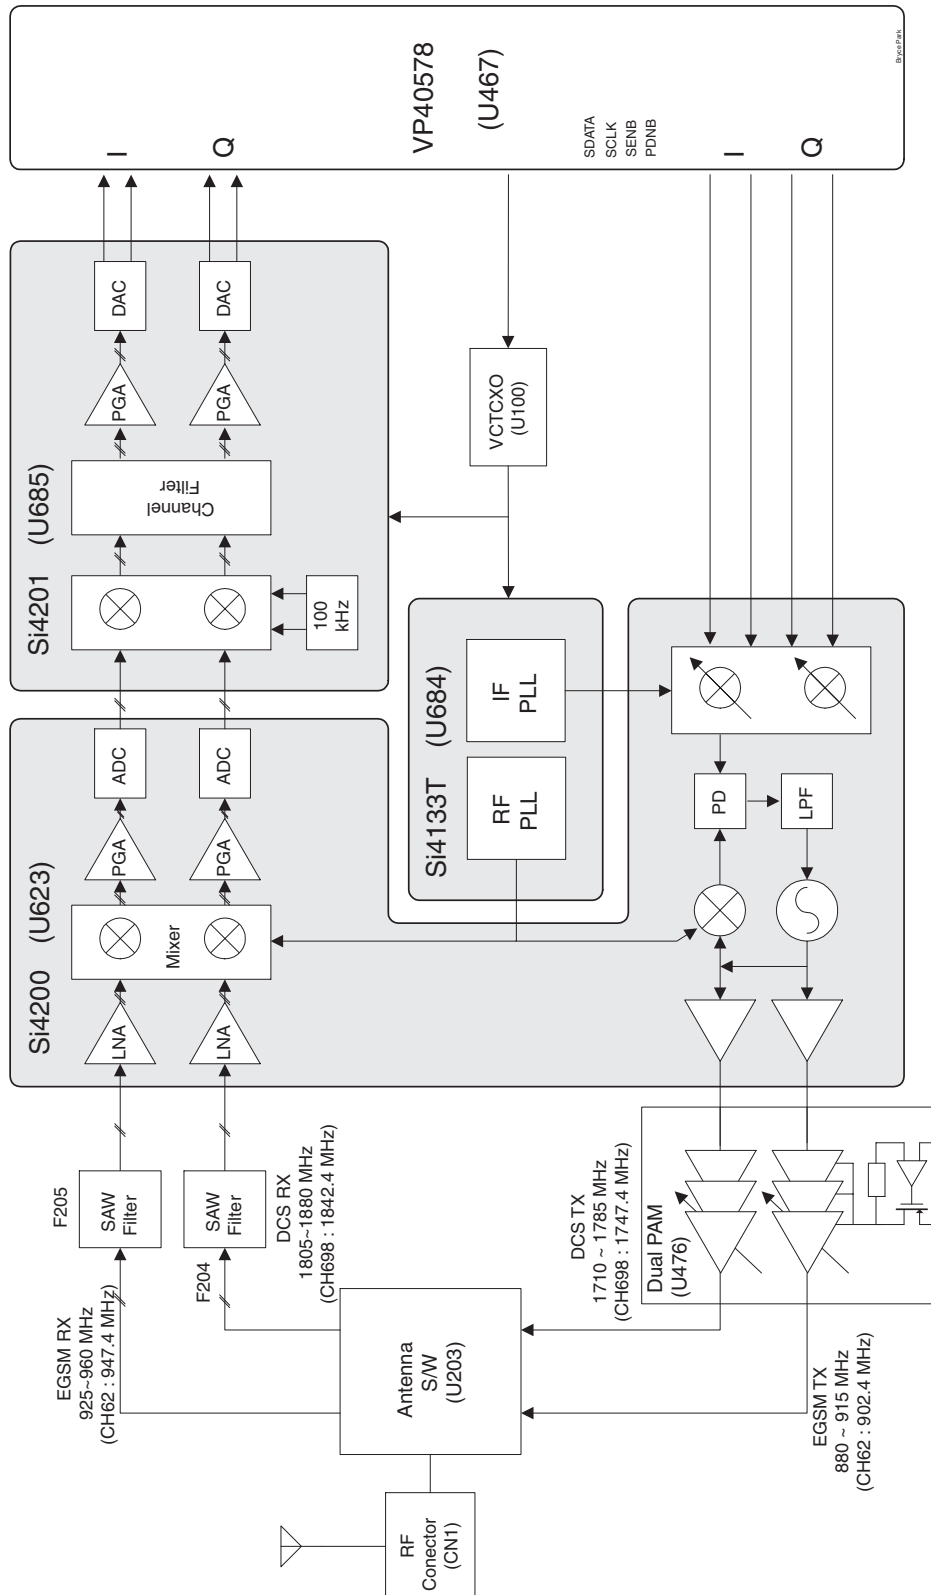 RF
Conector
(CN1)
Antenna
S/W
(U203)
EGSM RX
925~960 MHz
(CH62 : 947.4 MHz)
F205
SAW
Filter
F204
SAW
Filter
DCS RX
1805~1880 MHz
(CH698 : 1842.4 MHz)
DCS TX
1710 ~ 1785 MHz
(CH698 : 1747.4 MHz)
Dual PAM
(U476)
EGSM TX
880 ~ 915 MHz
(CH62 : 902.4 MHz)
Si4200 (U623)
LNA
LNA
Mixer
PGA
PGA
ADC
ADC
Si4133T (U684)
RF
PLL
IF
PLL
PD
LPF
Si4201 (U685)
100
kHz
Channel
Filter
PGA
PGA
DAC
DAC
VCTCXO
(U100)
I
Q
VP40578
(U467)
SDATA
SCLK
SENB
PDNB
I
Q
Bryce Park